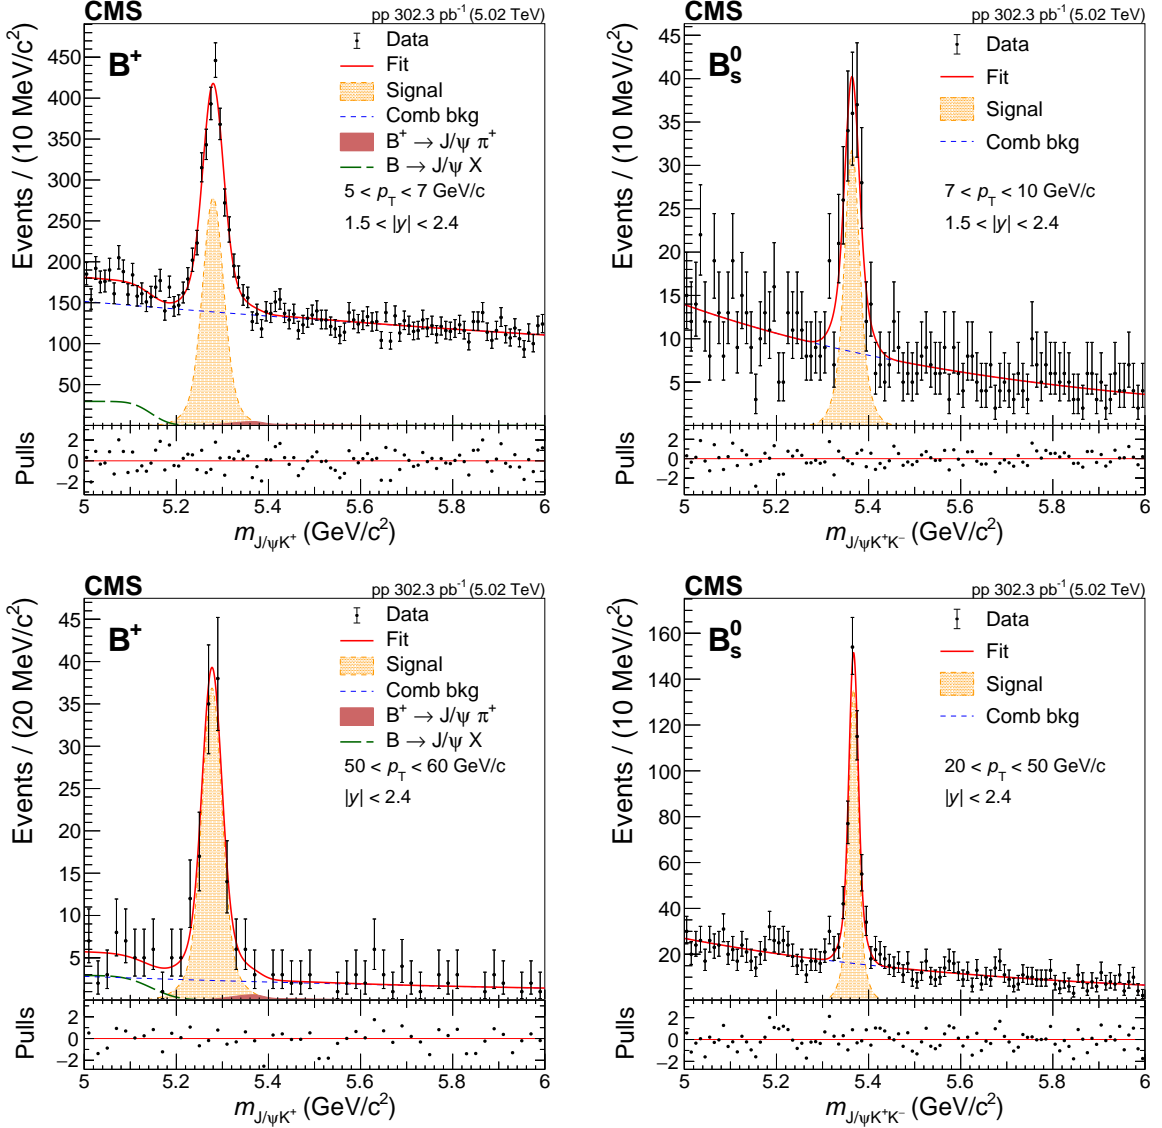 CMS pp 302.3 pb⁻¹ (5.02 TeV)
Events / (10 MeV/c²)
B⁺
Data
Fit
Signal
Comb bkg
B⁺ → J/ψ π⁺
B → J/ψ X
5 < p_T < 7 GeV/c
1.5 < |y| < 2.4
450
400
350
300
250
200
150
100
50
Pulls
2
0
−2
5 5.2 5.4 5.6 5.8 6
m_J/ψK⁺ (GeV/c²)
CMS pp 302.3 pb⁻¹ (5.02 TeV)
Events / (10 MeV/c²)
B⁰_s
Data
Fit
Signal
Comb bkg
7 < p_T < 10 GeV/c
1.5 < |y| < 2.4
45
40
35
30
25
20
15
10
5
Pulls
2
0
−2
5 5.2 5.4 5.6 5.8 6
m_J/ψK⁺K⁻ (GeV/c²)
CMS pp 302.3 pb⁻¹ (5.02 TeV)
Events / (20 MeV/c²)
B⁺
Data
Fit
Signal
Comb bkg
B⁺ → J/ψ π⁺
B → J/ψ X
50 < p_T < 60 GeV/c
|y| < 2.4
45
40
35
30
25
20
15
10
5
Pulls
2
0
−2
5 5.2 5.4 5.6 5.8 6
m_J/ψK⁺ (GeV/c²)
CMS pp 302.3 pb⁻¹ (5.02 TeV)
Events / (10 MeV/c²)
B⁰_s
Data
Fit
Signal
Comb bkg
20 < p_T < 50 GeV/c
|y| < 2.4
160
140
120
100
80
60
40
20
Pulls
2
0
−2
5 5.2 5.4 5.6 5.8 6
m_J/ψK⁺K⁻ (GeV/c²)